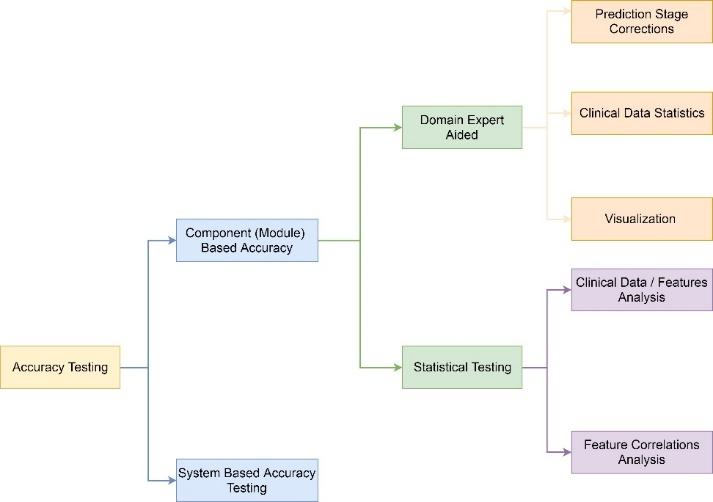 Prediction Stage
Corrections
Domain Expert
Aided
Clinical Data Statistics
Component (Module)
Based Accuracy
Visualization
Clinical Data / Features
Analysis
Accuracy Testing
Statistical Testing
System Based Accuracy
Testing
Feature Correlations
Analysis